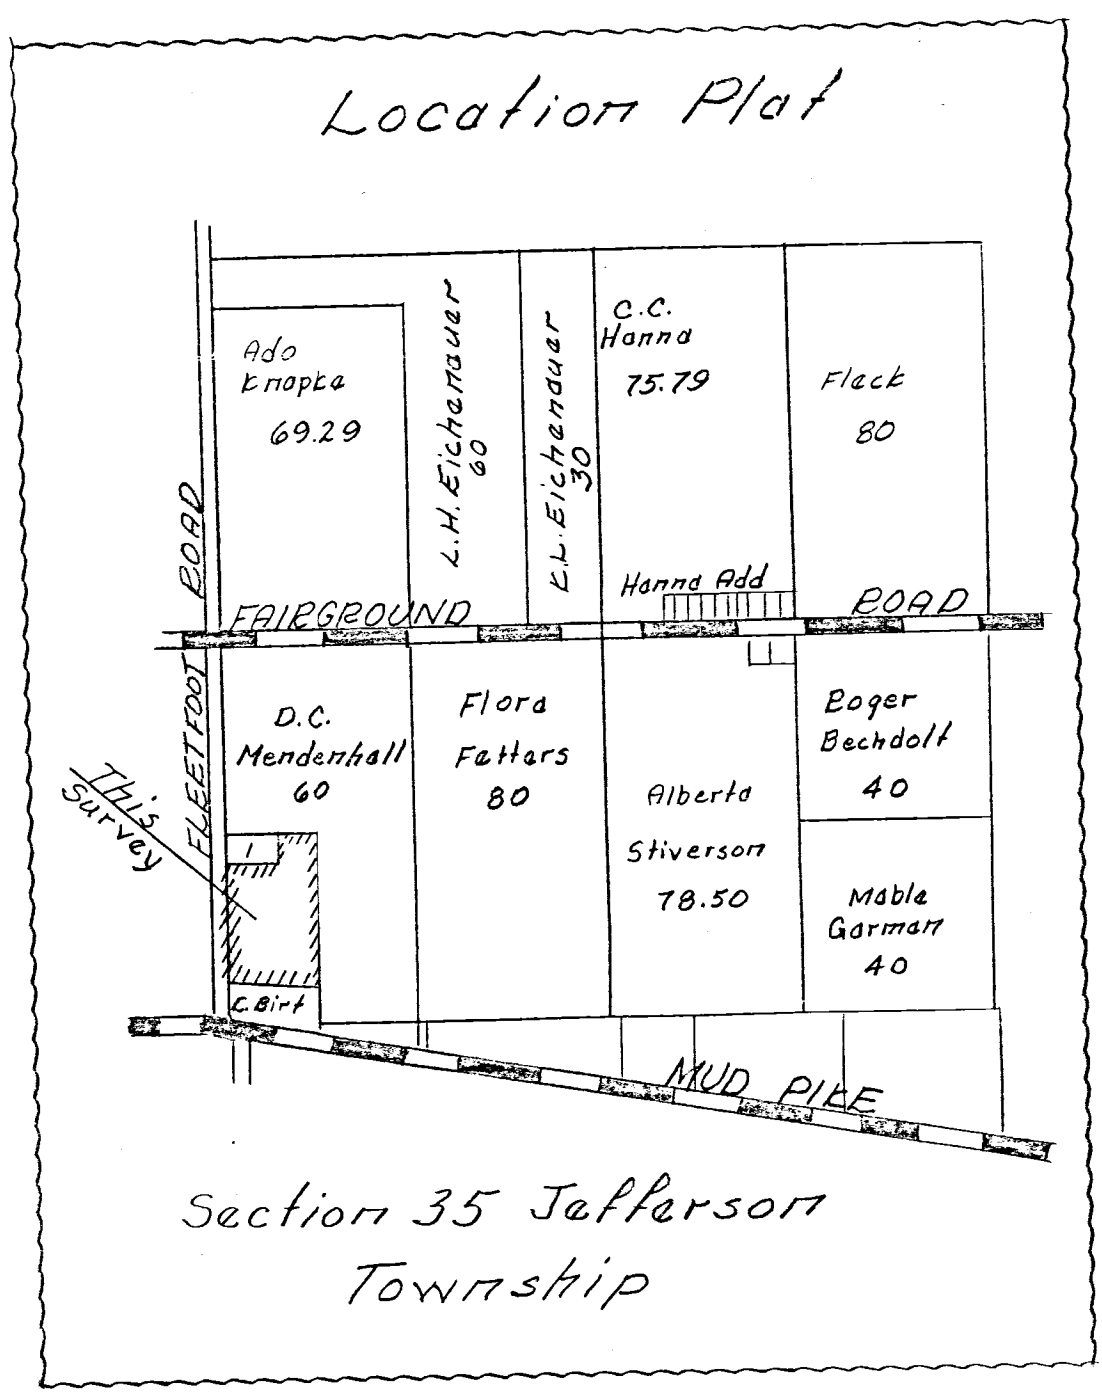 Location Plat
Ado
Knapke
69.29
L.H. Eichenauer
60
K.L. Eichenauer
30
C.C.
Hanna
75.79
Fleck
80
Hanna Add
FAIRGROUND ROAD
FLEETFOOT ROAD
D.C.
Mendenhall
60
Flora
Fetters
80
Alberta
Stiverson
78.50
Roger
Bechdolt
40
Mable
Garman
40
This
Survey
1
C. Birt
MUD PIKE
Section 35 Jefferson
Township